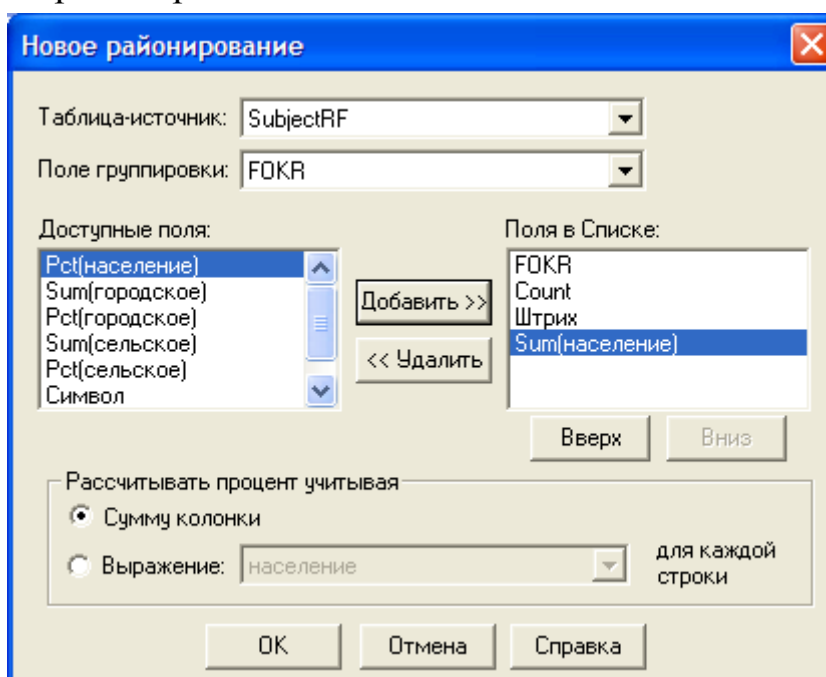 Новое районирование
Таблица-источник: SubjectRF
Поле группировки: FOKR
Доступные поля:
Pct(население)
Sum(городское)
Pct(городское)
Sum(сельское)
Pct(сельское)
Символ
Добавить >>
<< Удалить
Поля в Списке:
FOKR
Count
Штрих
Sum(население)
Вверх Вниз
Рассчитывать процент учитывая
Сумму колонки
Выражение: население для каждой
строки
OK Отмена Справка